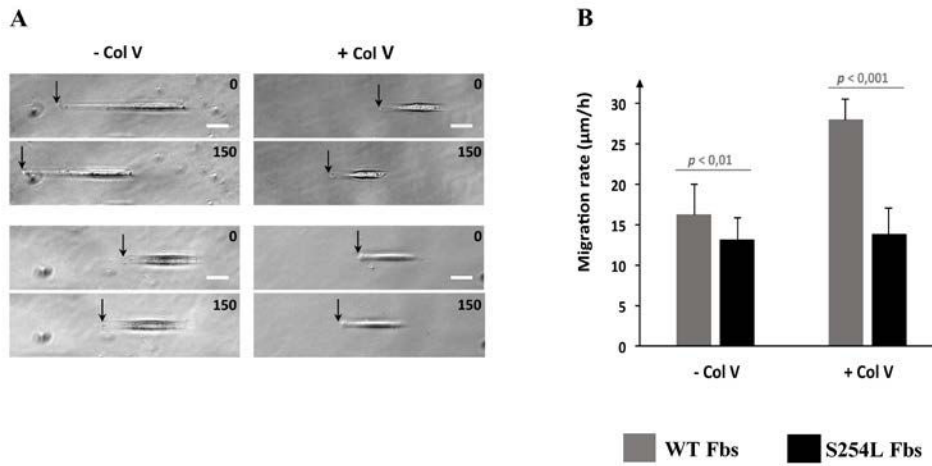 A
- Col V
+ Col V
0
0
150
150
0
0
150
150
B
Migration rate (µm/h)
30
25
20
15
10
5
0
p < 0,01
p < 0,001
- Col V
+ Col V
WT Fbs
S254L Fbs